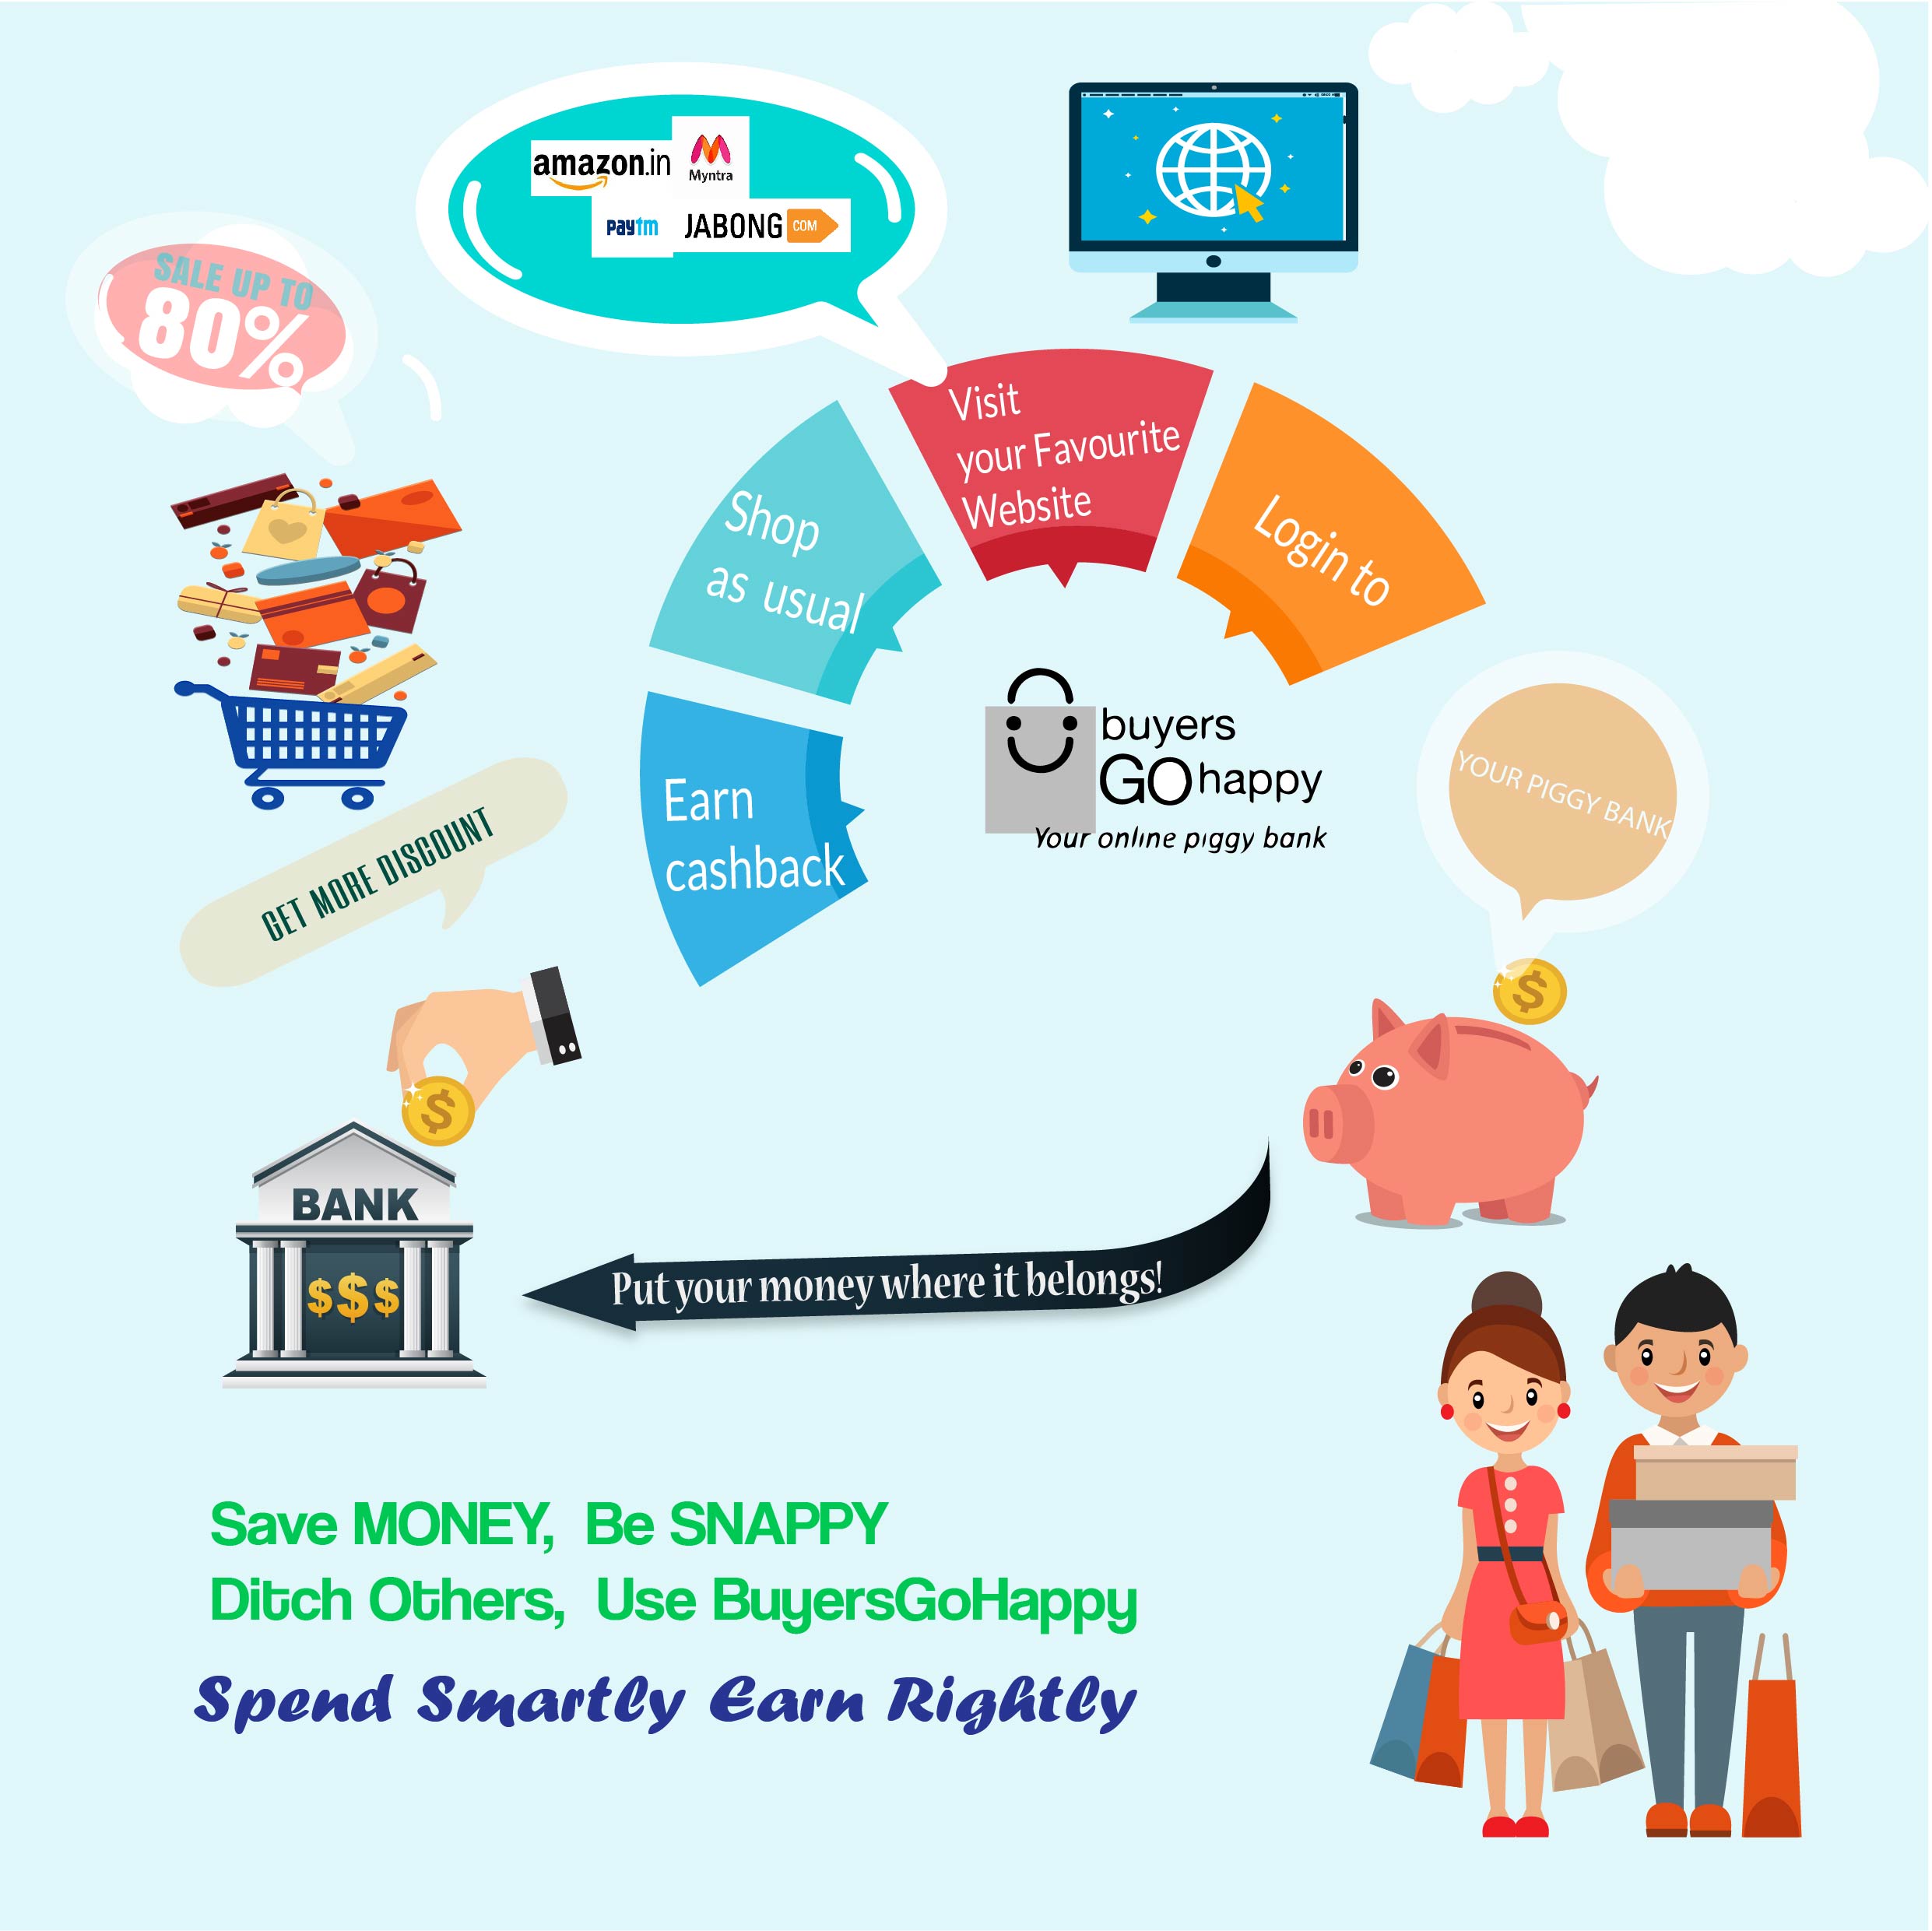 amazon.in
Myntra
paytm
JABONG COM
SALE UP TO
80%
Visit
your Favourite
Website
Login to
Shop
as usual
Earn
cashback
buyers
GO happy
Your online piggy bank
YOUR PIGGY BANK
GET MORE DISCOUNT
$
$
BANK
$$$
Put your money where it belongs!
Save MONEY, Be SNAPPY
Ditch Others, Use BuyersGoHappy
Spend Smartly Earn Rightly